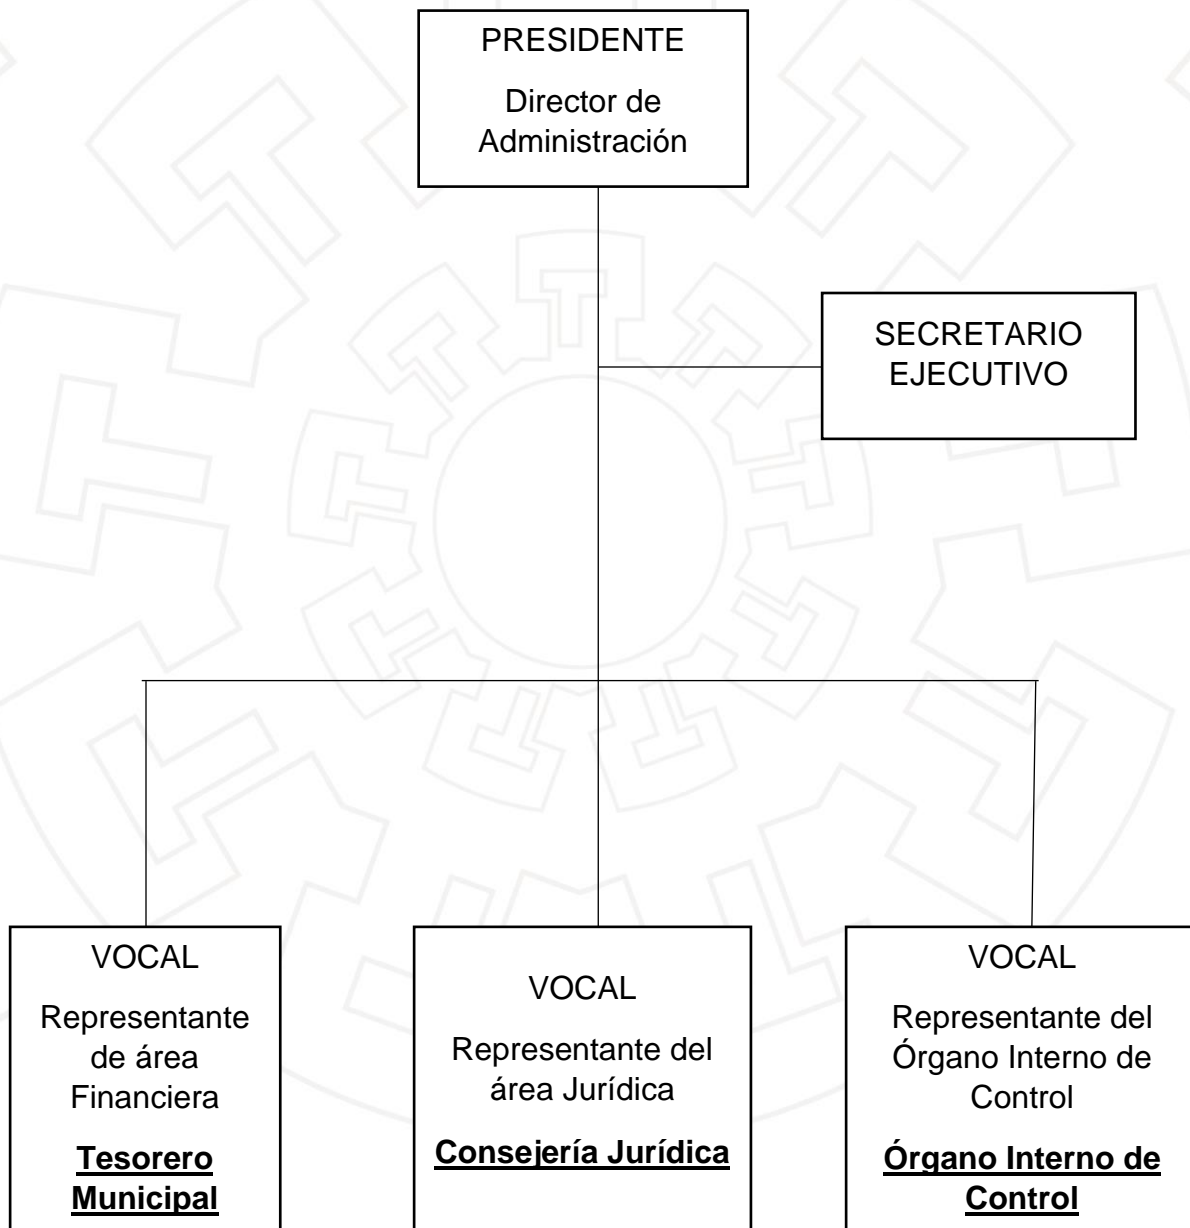 PRESIDENTE
Director de
Administración
SECRETARIO
EJECUTIVO
VOCAL
Representante
de área
Financiera
Tesorero
Municipal
VOCAL
Representante del
área Jurídica
Consejería Jurídica
VOCAL
Representante del
Órgano Interno de
Control
Órgano Interno de
Control